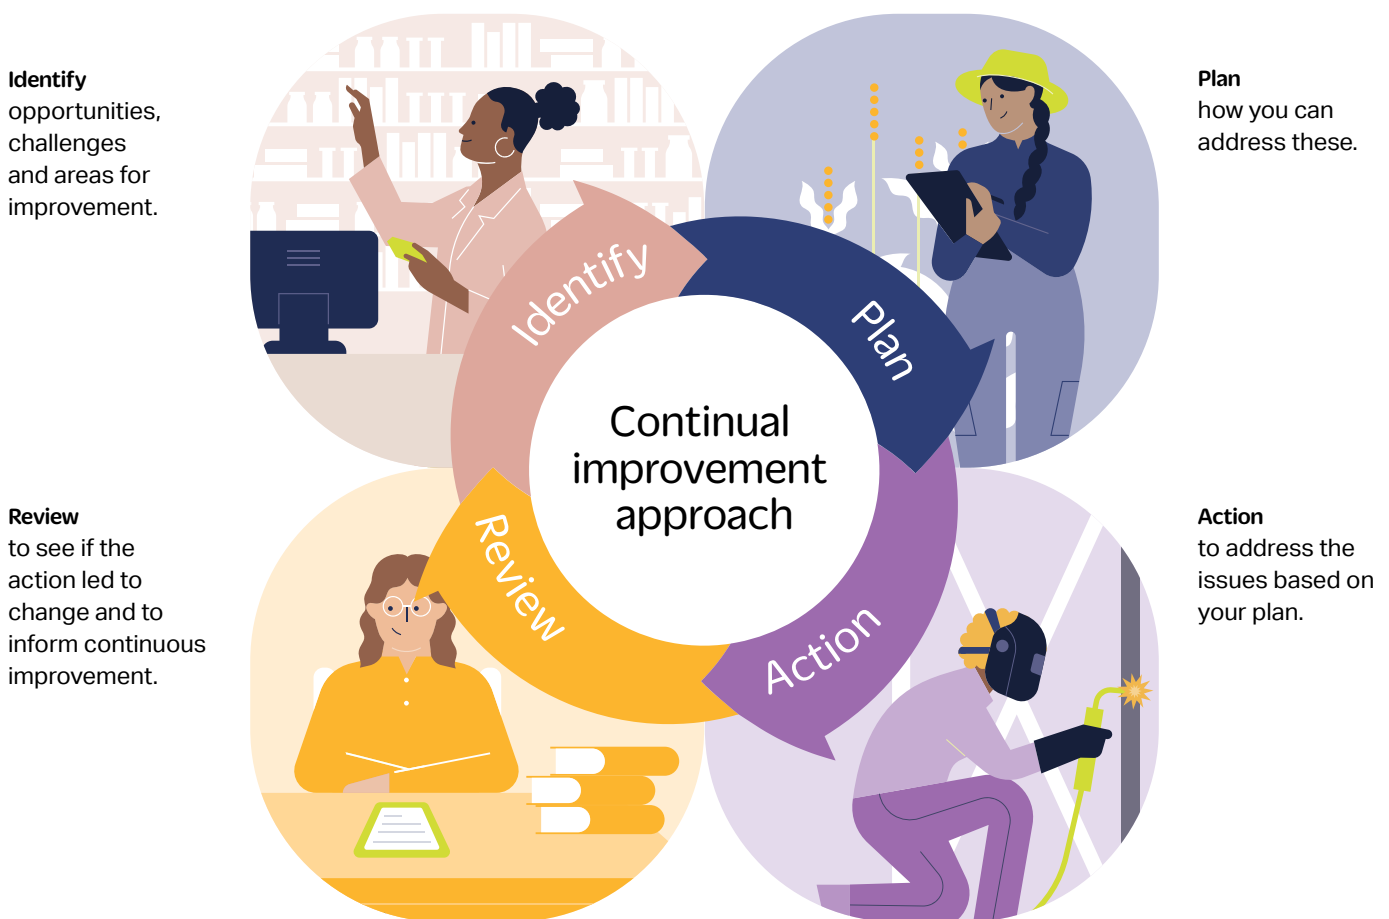 Identify
opportunities,
challenges
and areas for
improvement.
Plan
how you can
address these.
Identify
Plan
Continual
improvement
approach
Review
Action
Review
to see if the
action led to
change and to
inform continuous
improvement.
Action
to address the
issues based on
your plan.